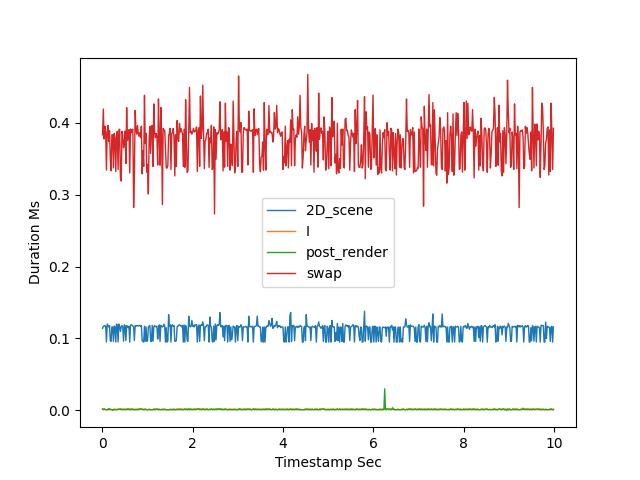 0.4
0.3
0.2
0.1
0.0
Duration Ms
2D_scene
I
post_render
swap
0 2 4 6 8 10
Timestamp Sec